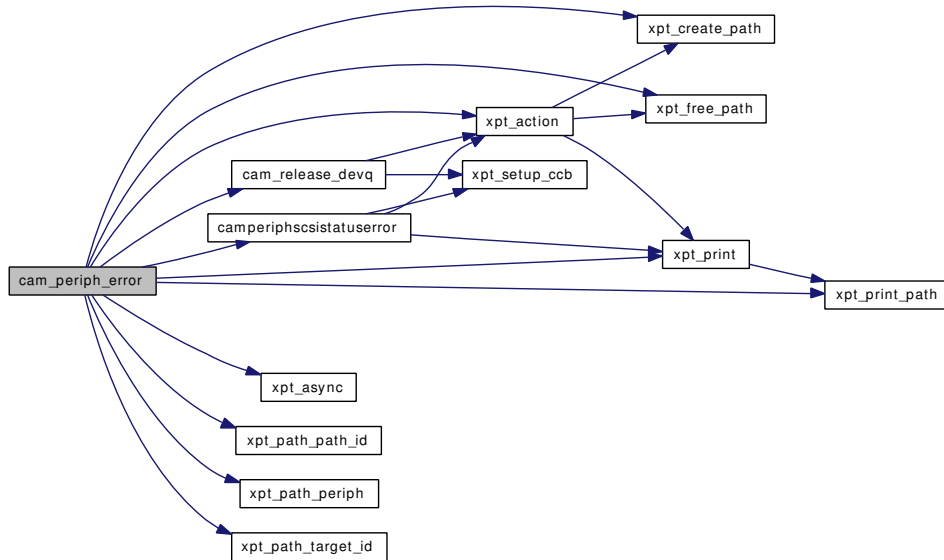 xpt_create_path
xpt_free_path
xpt_action
cam_release_devq
xpt_setup_ccb
camperiphscsistatuserror
xpt_print
cam_periph_error
xpt_print_path
xpt_async
xpt_path_path_id
xpt_path_periph
xpt_path_target_id